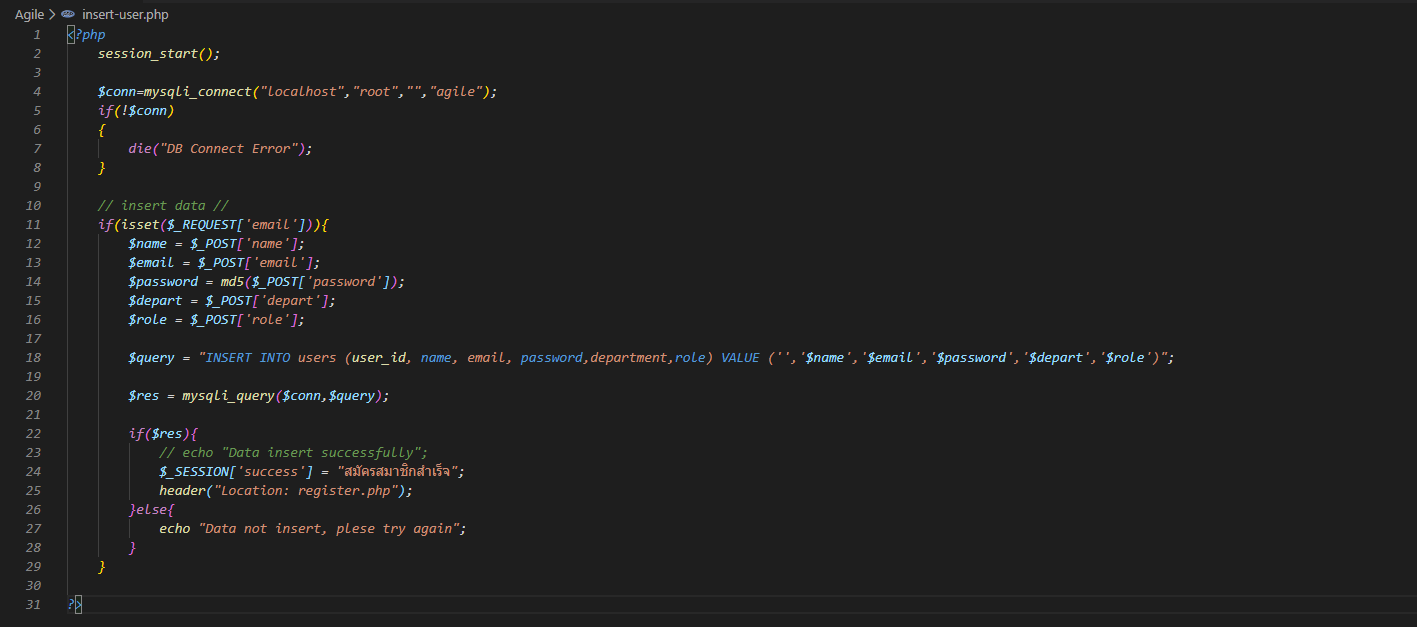 Agile > insert-user.php
1 <?php
2 session_start();
3
4 $conn=mysqli_connect("localhost","root","","agile");
5 if(!$conn)
6 {
7 die("DB Connect Error");
8 }
9
10 // insert data //
11 if(isset($_REQUEST['email'])){
12 $name = $_POST['name'];
13 $email = $_POST['email'];
14 $password = md5($_POST['password']);
15 $depart = $_POST['depart'];
16 $role = $_POST['role'];
17
18 $query = "INSERT INTO users (user_id, name, email, password,department,role) VALUE ('','$name','$email','$password','$depart','$role')";
19
20 $res = mysqli_query($conn,$query);
21
22 if($res){
23 // echo "Data insert successfully";
24 $_SESSION['success'] = "สมัครสมาชิกสำเร็จ";
25 header("Location: register.php");
26 }else{
27 echo "Data not insert, plese try again";
28 }
29 }
30
31 ?>